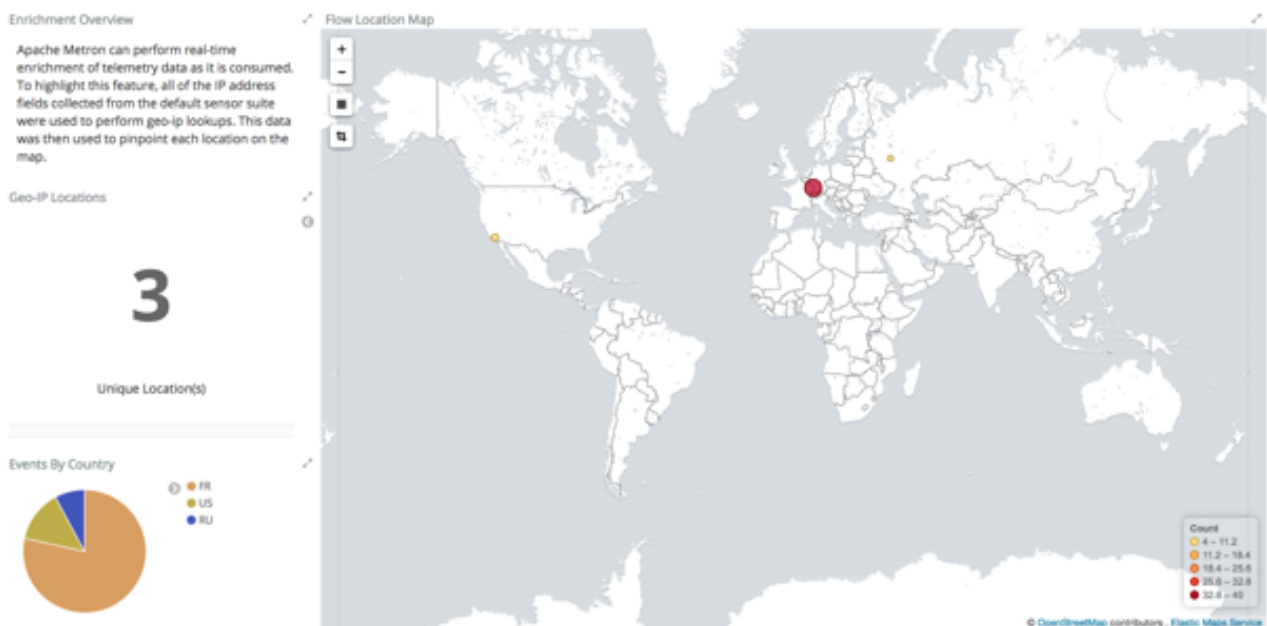 Enrichment Overview
Apache Metron can perform real-time
enrichment of telemetry data as it is consumed.
To highlight this feature, all of the IP address
fields collected from the default sensor suite
were used to perform geo-ip lookups. This data
was then used to pinpoint each location on the
map.
Geo-IP Locations
3
Unique Location(s)
Events By Country
FR
US
RU
Flow Location Map
+
−
Count
4 – 11.2
11.2 – 18.4
18.4 – 25.6
25.6 – 32.8
32.8 – 40
© OpenStreetMap contributors , Elastic Maps Service